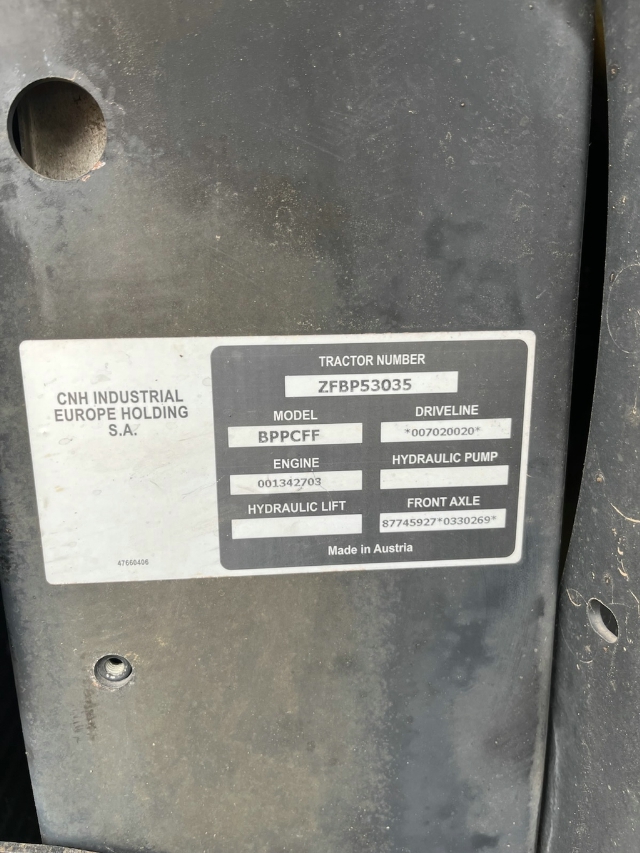 CNH INDUSTRIAL
EUROPE HOLDING
S.A.
47660406
TRACTOR NUMBER
ZFBP53035
MODEL
BPPCFF
DRIVELINE
*007020020*
ENGINE
001342703
HYDRAULIC PUMP
HYDRAULIC LIFT
FRONT AXLE
87745927*0330269*
Made in Austria